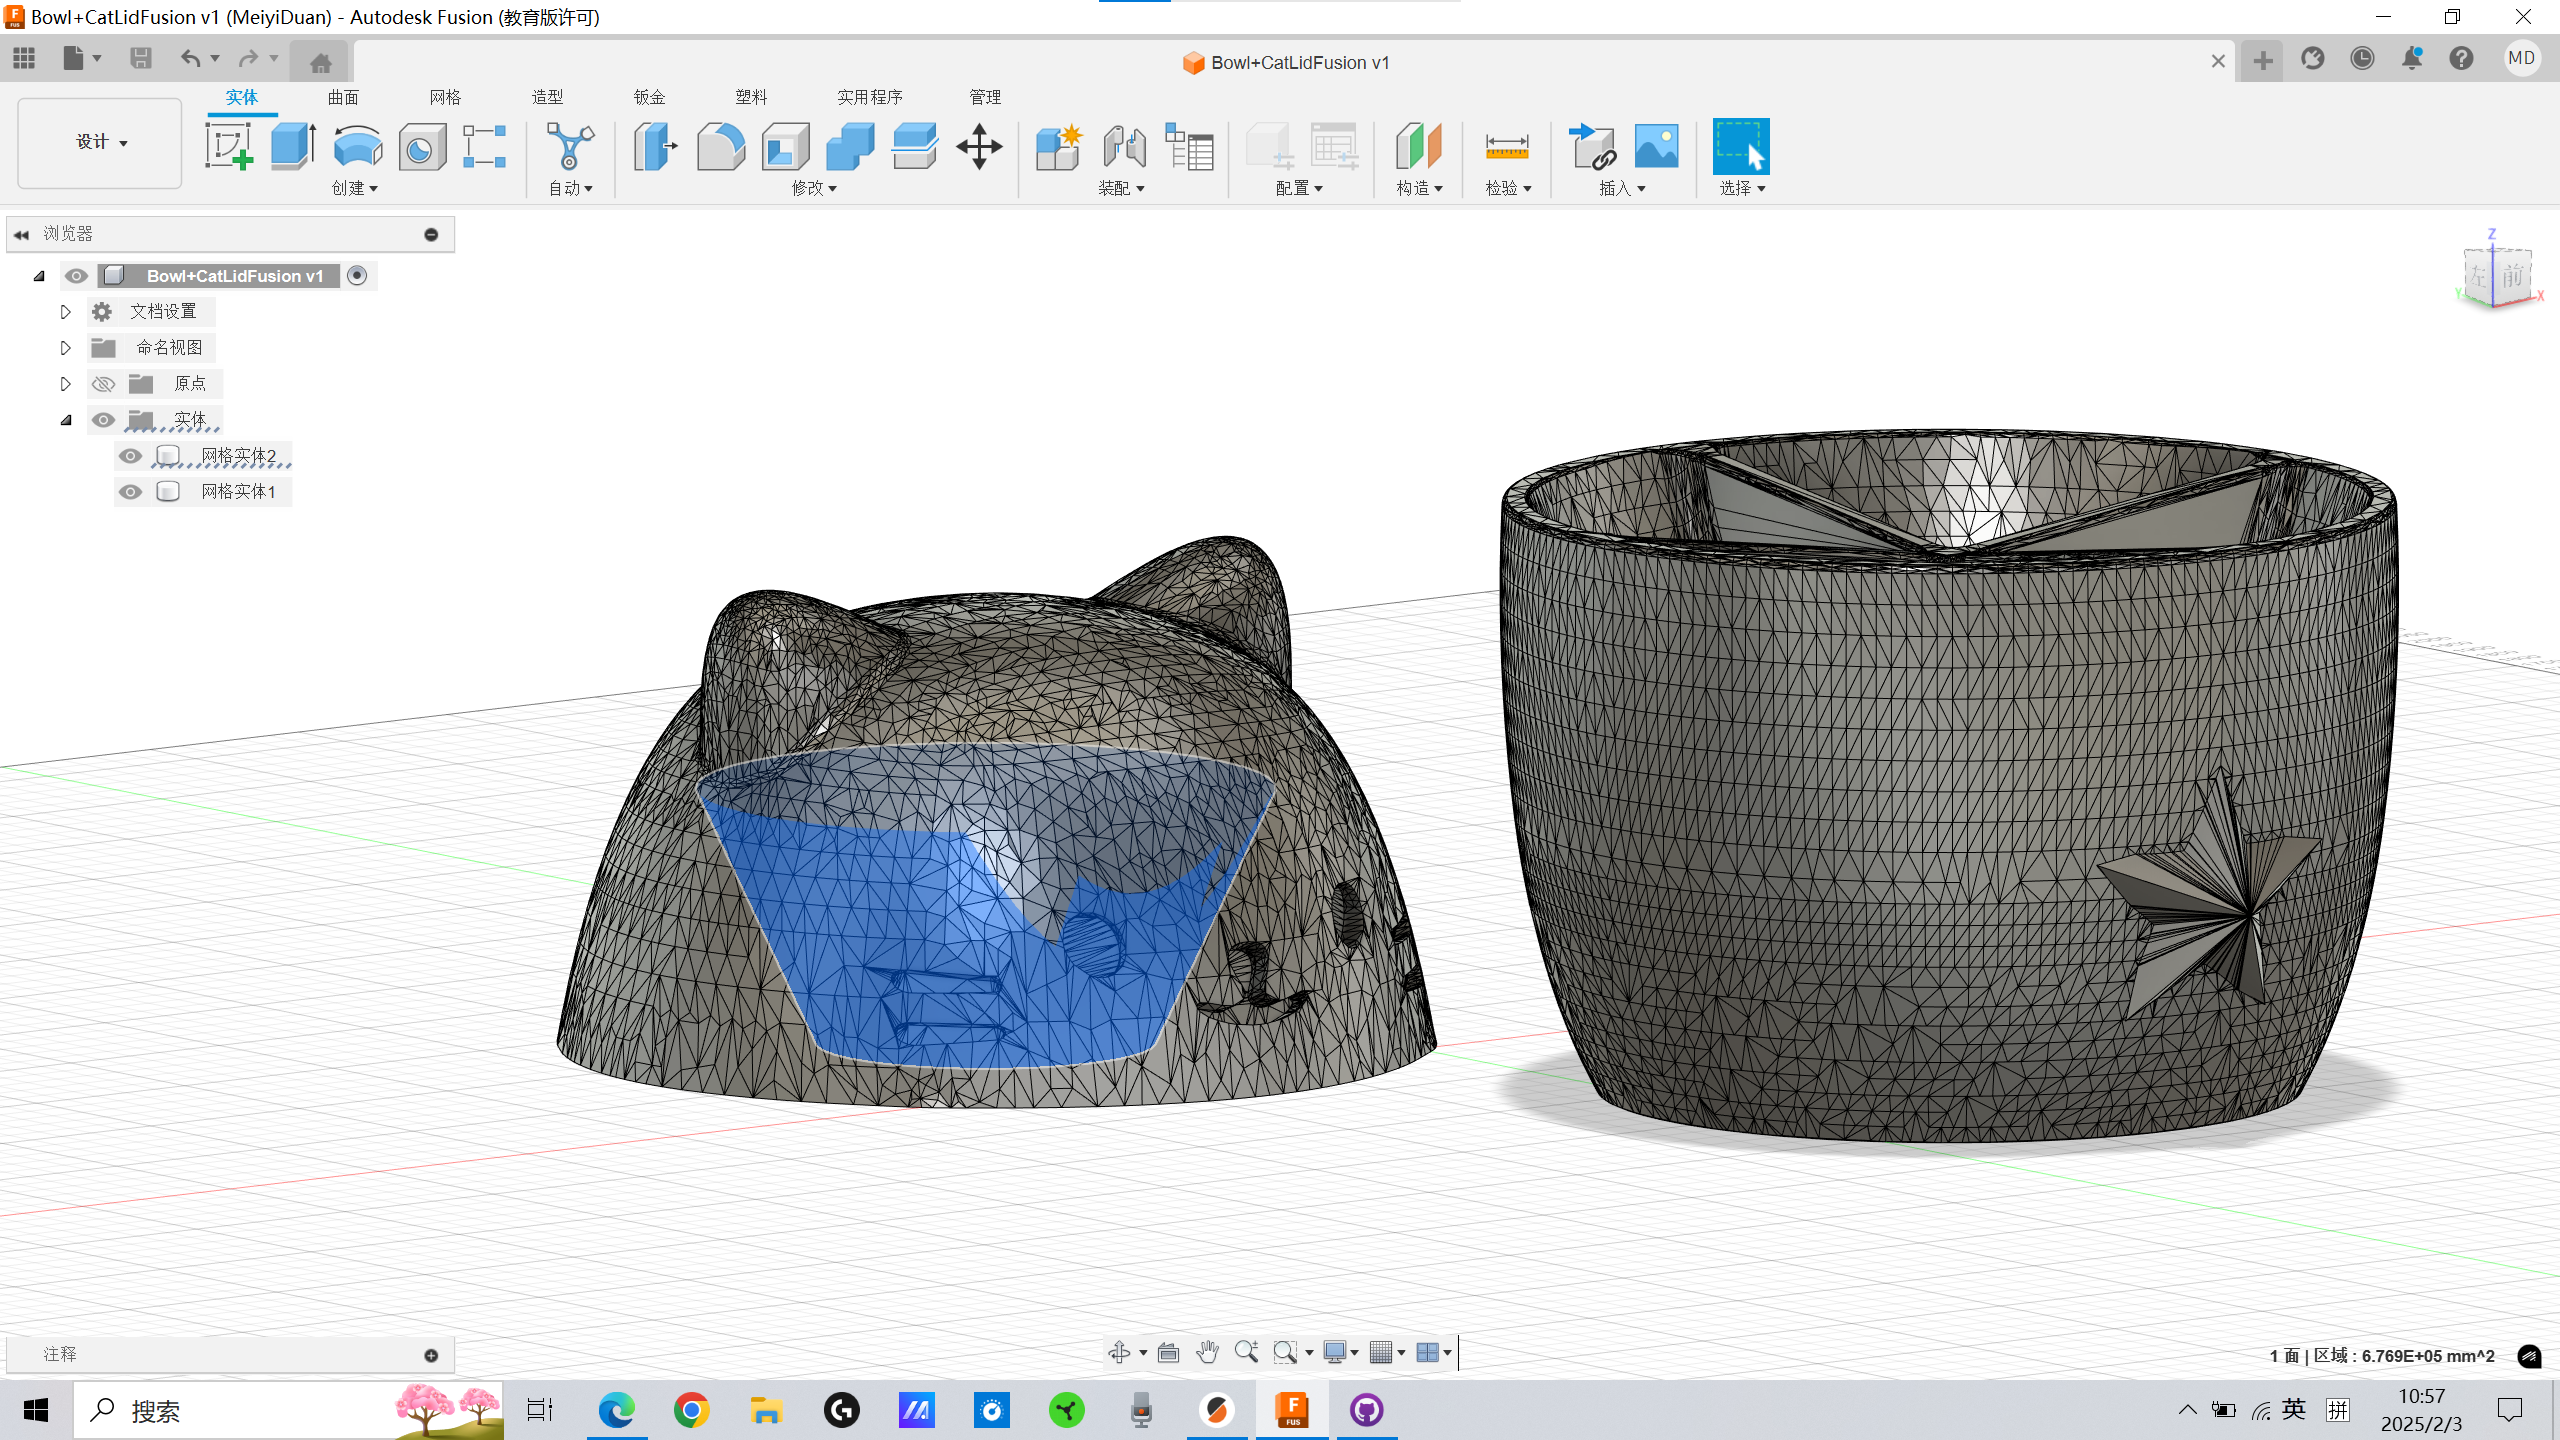 Bowl+CatLidFusion v1 (MeiyiDuan) - Autodesk Fusion (教育版许可)
Bowl+CatLidFusion v1
MD
实体 曲面 网格 造型 钣金 塑料 实用程序 管理
设计
创建 自动 修改 装配 配置 构造 检验 插入 选择
浏览器
Bowl+CatLidFusion v1
文档设置
命名视图
原点
实体
网格实体2
网格实体1
Z
左 前
Y X
注释
1 面 | 区域 : 6.769E+05 mm^2
搜索
F
FUS
英 拼
10:57
2025/2/3